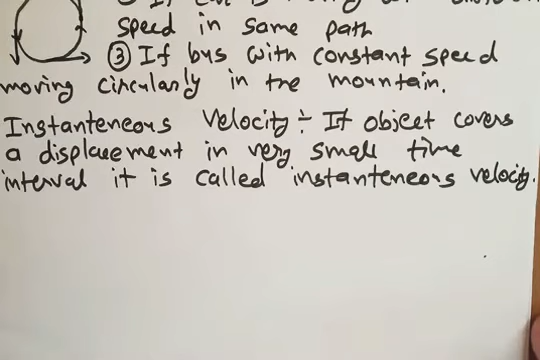 speed in same path
③ If bus with constant speed
moving circularly in the mountain.
Instanteneous velocity ÷ If object covers
a displacement in very small time
interval it is called instanteneous velocity.